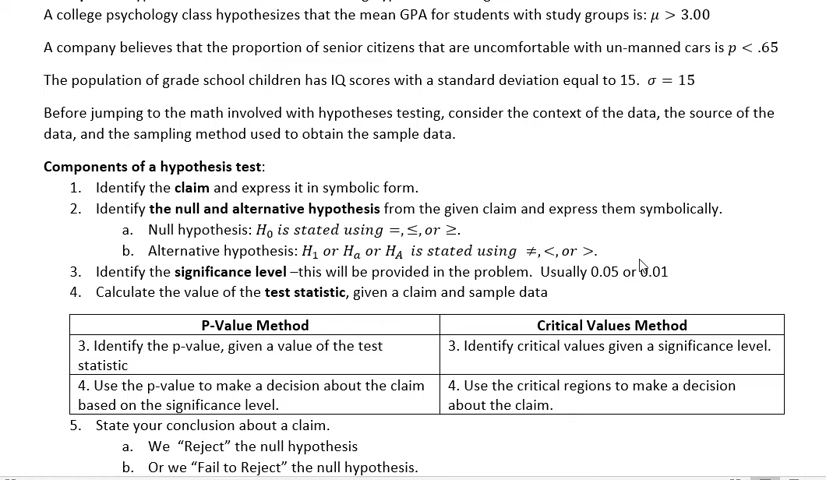 A college psychology class hypothesizes that the mean GPA for students with study groups is: μ > 3.00
A company believes that the proportion of senior citizens that are uncomfortable with un-manned cars is p < .65
The population of grade school children has IQ scores with a standard deviation equal to 15. σ = 15
Before jumping to the math involved with hypotheses testing, consider the context of the data, the source of the
data, and the sampling method used to obtain the sample data.
Components of a hypothesis test:
1. Identify the claim and express it in symbolic form.
2. Identify the null and alternative hypothesis from the given claim and express them symbolically.
a. Null hypothesis: H₀ is stated using =, ≤, or ≥.
b. Alternative hypothesis: H₁ or Hₐ or H_A is stated using ≠, <, or >.
3. Identify the significance level –this will be provided in the problem. Usually 0.05 or 0.01
4. Calculate the value of the test statistic, given a claim and sample data
P-Value Method
3. Identify the p-value, given a value of the test
statistic
4. Use the p-value to make a decision about the claim
based on the significance level.
Critical Values Method
3. Identify critical values given a significance level.
4. Use the critical regions to make a decision
about the claim.
5. State your conclusion about a claim.
a. We “Reject” the null hypothesis
b. Or we “Fail to Reject” the null hypothesis.